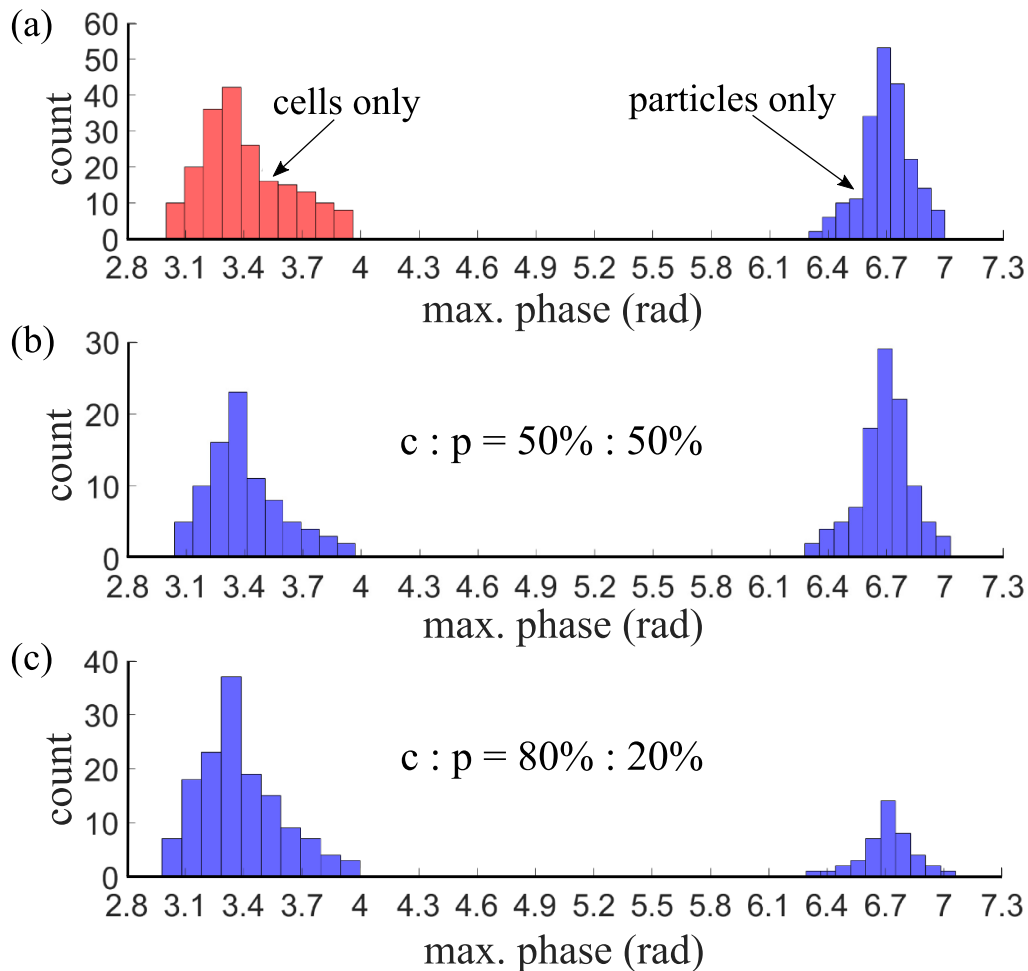 (a)
60
50
40
30
20
10
0
count
cells only
particles only
2.8 3.1 3.4 3.7 4 4.3 4.6 4.9 5.2 5.5 5.8 6.1 6.4 6.7 7 7.3
max. phase (rad)
(b)
30
20
10
0
count
c : p = 50% : 50%
2.8 3.1 3.4 3.7 4 4.3 4.6 4.9 5.2 5.5 5.8 6.1 6.4 6.7 7 7.3
max. phase (rad)
(c)
40
30
20
10
0
count
c : p = 80% : 20%
2.8 3.1 3.4 3.7 4 4.3 4.6 4.9 5.2 5.5 5.8 6.1 6.4 6.7 7 7.3
max. phase (rad)